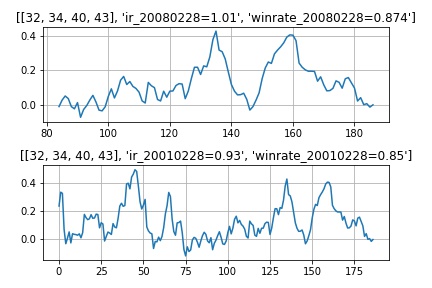 [[32, 34, 40, 43], 'ir_20080228=1.01', 'winrate_20080228=0.874']
0.4
0.2
0.0
80 100 120 140 160 180
[[32, 34, 40, 43], 'ir_20010228=0.93', 'winrate_20010228=0.85']
0.4
0.2
0.0
0 25 50 75 100 125 150 175